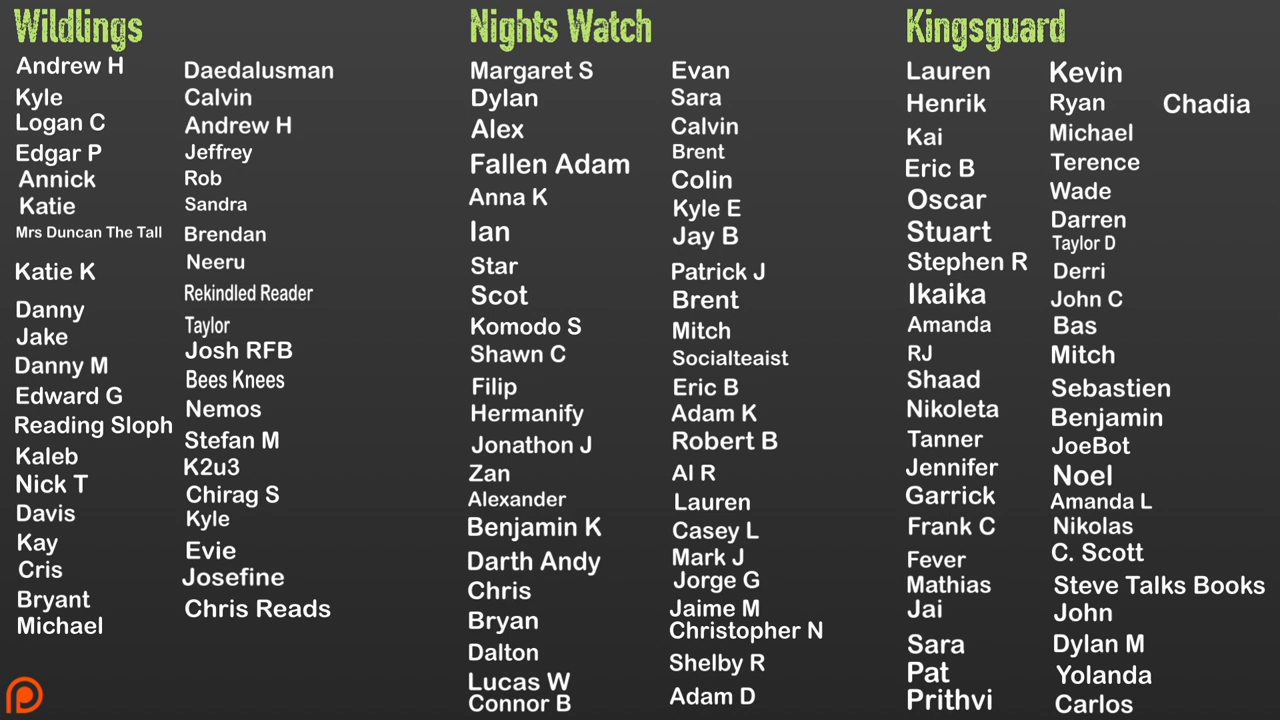 Wildlings
Andrew H
Kyle
Logan C
Edgar P
Annick
Katie
Mrs Duncan The Tall
Katie K
Danny
Jake
Danny M
Edward G
Reading Sloph
Kaleb
Nick T
Davis
Kay
Cris
Bryant
Michael
Daedalusman
Calvin
Andrew H
Jeffrey
Rob
Sandra
Brendan
Neeru
Rekindled Reader
Taylor
Josh RFB
Bees Knees
Nemos
Stefan M
K2u3
Chirag S
Kyle
Evie
Josefine
Chris Reads
Nights Watch
Margaret S
Dylan
Alex
Fallen Adam
Anna K
Ian
Star
Scot
Komodo S
Shawn C
Filip
Hermanify
Jonathon J
Zan
Alexander
Benjamin K
Darth Andy
Chris
Bryan
Dalton
Lucas W
Connor B
Evan
Sara
Calvin
Brent
Colin
Kyle E
Jay B
Patrick J
Brent
Mitch
Socialteaist
Eric B
Adam K
Robert B
Al R
Lauren
Casey L
Mark J
Jorge G
Jaime M
Christopher N
Shelby R
Adam D
Kingsguard
Lauren
Henrik
Kai
Eric B
Oscar
Stuart
Stephen R
Ikaika
Amanda
RJ
Shaad
Nikoleta
Tanner
Jennifer
Garrick
Frank C
Fever
Mathias
Jai
Sara
Pat
Prithvi
Kevin
Ryan
Michael
Terence
Wade
Darren
Taylor D
Derri
John C
Bas
Mitch
Sebastien
Benjamin
JoeBot
Noel
Amanda L
Nikolas
C. Scott
Steve Talks Books
John
Dylan M
Yolanda
Carlos
Chadia